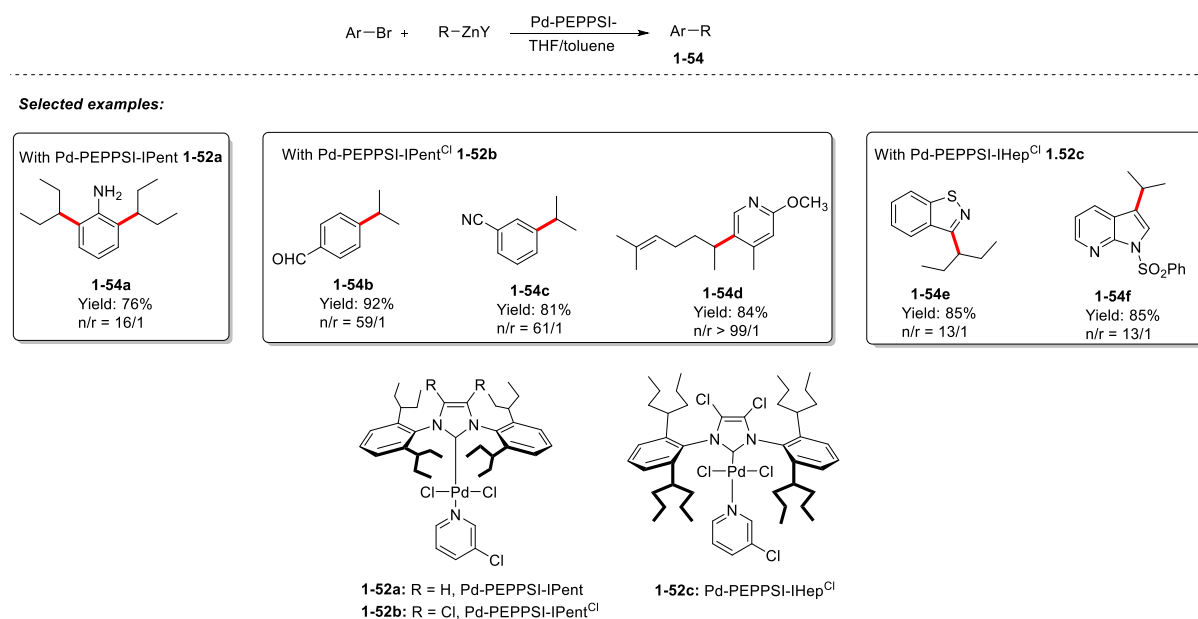 Ar–Br + R–ZnY Pd-PEPPSI- Ar–R
THF/toluene
1-54
Selected examples:
With Pd-PEPPSI-IPent 1-52a
NH2
1-54a
Yield: 76%
n/r = 16/1
With Pd-PEPPSI-IPentCl 1-52b
OHC
1-54b
Yield: 92%
n/r = 59/1
NC
1-54c
Yield: 81%
n/r = 61/1
N
OCH3
1-54d
Yield: 84%
n/r > 99/1
With Pd-PEPPSI-IHepCl 1.52c
S
N
1-54e
Yield: 85%
n/r = 13/1
N
N
SO2Ph
1-54f
Yield: 85%
n/r = 13/1
R R
N N
Cl–Pd–Cl
N
Cl
1-52a: R = H, Pd-PEPPSI-IPent
1-52b: R = Cl, Pd-PEPPSI-IPentCl
Cl Cl
N N
Cl–Pd–Cl
N
Cl
1-52c: Pd-PEPPSI-IHepCl